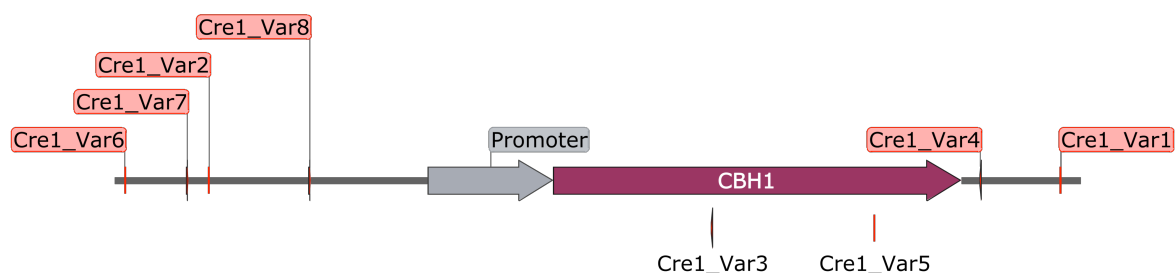 Cre1_Var8
Cre1_Var2
Cre1_Var7
Cre1_Var6
Promoter
Cre1_Var4
Cre1_Var1
CBH1
Cre1_Var3
Cre1_Var5